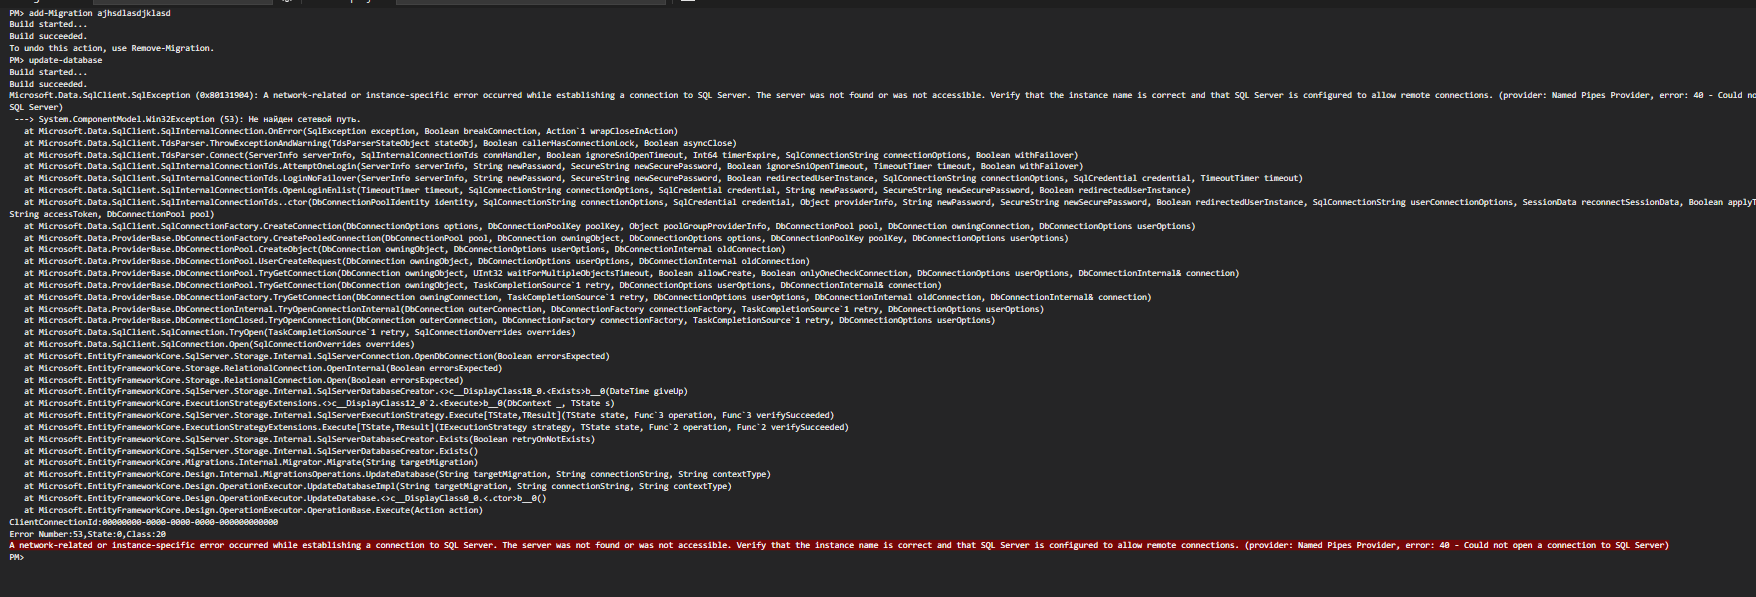 PM> add-Migration ajhsdlasdjklasd
Build started...
Build succeeded.
To undo this action, use Remove-Migration.
PM> update-database
Build started...
Build succeeded.
Microsoft.Data.SqlClient.SqlException (0x80131904): A network-related or instance-specific error occurred while establishing a connection to SQL Server. The server was not found or was not accessible. Verify that the instance name is correct and that SQL Server is configured to allow remote connections. (provider: Named Pipes Provider, error: 40 - Could no
SQL Server)
---> System.ComponentModel.Win32Exception (53): Не найден сетевой путь.
at Microsoft.Data.SqlClient.SqlInternalConnection.OnError(SqlException exception, Boolean breakConnection, Action`1 wrapCloseInAction)
at Microsoft.Data.SqlClient.TdsParser.ThrowExceptionAndWarning(TdsParserStateObject stateObj, Boolean callerHasConnectionLock, Boolean asyncClose)
at Microsoft.Data.SqlClient.TdsParser.Connect(ServerInfo serverInfo, SqlInternalConnectionTds connHandler, Boolean ignoreSniOpenTimeout, Int64 timerExpire, SqlConnectionString connectionOptions, Boolean withFailover)
at Microsoft.Data.SqlClient.SqlInternalConnectionTds.AttemptOneLogin(ServerInfo serverInfo, String newPassword, SecureString newSecurePassword, Boolean ignoreSniOpenTimeout, TimeoutTimer timeout, Boolean withFailover)
at Microsoft.Data.SqlClient.SqlInternalConnectionTds.LoginNoFailover(ServerInfo serverInfo, String newPassword, SecureString newSecurePassword, Boolean redirectedUserInstance, SqlConnectionString connectionOptions, SqlCredential credential, TimeoutTimer timeout)
at Microsoft.Data.SqlClient.SqlInternalConnectionTds.OpenLoginEnlist(TimeoutTimer timeout, SqlConnectionString connectionOptions, SqlCredential credential, String newPassword, SecureString newSecurePassword, Boolean redirectedUserInstance)
at Microsoft.Data.SqlClient.SqlInternalConnectionTds..ctor(DbConnectionPoolIdentity identity, SqlConnectionString connectionOptions, SqlCredential credential, Object providerInfo, String newPassword, SecureString newSecurePassword, Boolean redirectedUserInstance, SqlConnectionString userConnectionOptions, SessionData reconnectSessionData, Boolean applyT
String accessToken, DbConnectionPool pool)
at Microsoft.Data.SqlClient.SqlConnectionFactory.CreateConnection(DbConnectionOptions options, DbConnectionPoolKey poolKey, Object poolGroupProviderInfo, DbConnectionPool pool, DbConnection owningConnection, DbConnectionOptions userOptions)
at Microsoft.Data.ProviderBase.DbConnectionFactory.CreatePooledConnection(DbConnectionPool pool, DbConnection owningObject, DbConnectionOptions options, DbConnectionPoolKey poolKey, DbConnectionOptions userOptions)
at Microsoft.Data.ProviderBase.DbConnectionPool.CreateObject(DbConnection owningObject, DbConnectionOptions userOptions, DbConnectionInternal oldConnection)
at Microsoft.Data.ProviderBase.DbConnectionPool.UserCreateRequest(DbConnection owningObject, DbConnectionOptions userOptions, DbConnectionInternal oldConnection)
at Microsoft.Data.ProviderBase.DbConnectionPool.TryGetConnection(DbConnection owningObject, UInt32 waitForMultipleObjectsTimeout, Boolean allowCreate, Boolean onlyOneCheckConnection, DbConnectionOptions userOptions, DbConnectionInternal& connection)
at Microsoft.Data.ProviderBase.DbConnectionPool.TryGetConnection(DbConnection owningObject, TaskCompletionSource`1 retry, DbConnectionOptions userOptions, DbConnectionInternal& connection)
at Microsoft.Data.ProviderBase.DbConnectionFactory.TryGetConnection(DbConnection owningConnection, TaskCompletionSource`1 retry, DbConnectionOptions userOptions, DbConnectionInternal oldConnection, DbConnectionInternal& connection)
at Microsoft.Data.ProviderBase.DbConnectionInternal.TryOpenConnectionInternal(DbConnection outerConnection, DbConnectionFactory connectionFactory, TaskCompletionSource`1 retry, DbConnectionOptions userOptions)
at Microsoft.Data.ProviderBase.DbConnectionClosed.TryOpenConnection(DbConnection outerConnection, DbConnectionFactory connectionFactory, TaskCompletionSource`1 retry, DbConnectionOptions userOptions)
at Microsoft.Data.SqlClient.SqlConnection.TryOpen(TaskCompletionSource`1 retry, SqlConnectionOverrides overrides)
at Microsoft.Data.SqlClient.SqlConnection.Open(SqlConnectionOverrides overrides)
at Microsoft.EntityFrameworkCore.SqlServer.Storage.Internal.SqlServerConnection.OpenDbConnection(Boolean errorsExpected)
at Microsoft.EntityFrameworkCore.Storage.RelationalConnection.OpenInternal(Boolean errorsExpected)
at Microsoft.EntityFrameworkCore.Storage.RelationalConnection.Open(Boolean errorsExpected)
at Microsoft.EntityFrameworkCore.SqlServer.Storage.Internal.SqlServerDatabaseCreator.<>c__DisplayClass18_0.<Exists>b__0(DateTime giveUp)
at Microsoft.EntityFrameworkCore.ExecutionStrategyExtensions.<>c__DisplayClass12_0`2.<Execute>b__0(DbContext _, TState s)
at Microsoft.EntityFrameworkCore.SqlServer.Storage.Internal.SqlServerExecutionStrategy.Execute[TState,TResult](TState state, Func`3 operation, Func`3 verifySucceeded)
at Microsoft.EntityFrameworkCore.ExecutionStrategyExtensions.Execute[TState,TResult](IExecutionStrategy strategy, TState state, Func`2 operation, Func`2 verifySucceeded)
at Microsoft.EntityFrameworkCore.SqlServer.Storage.Internal.SqlServerDatabaseCreator.Exists(Boolean retryOnNotExists)
at Microsoft.EntityFrameworkCore.SqlServer.Storage.Internal.SqlServerDatabaseCreator.Exists()
at Microsoft.EntityFrameworkCore.Migrations.Internal.Migrator.Migrate(String targetMigration)
at Microsoft.EntityFrameworkCore.Design.Internal.MigrationsOperations.UpdateDatabase(String targetMigration, String connectionString, String contextType)
at Microsoft.EntityFrameworkCore.Design.OperationExecutor.UpdateDatabaseImpl(String targetMigration, String connectionString, String contextType)
at Microsoft.EntityFrameworkCore.Design.OperationExecutor.UpdateDatabase.<>c__DisplayClass0_0.<.ctor>b__0()
at Microsoft.EntityFrameworkCore.Design.OperationExecutor.OperationBase.Execute(Action action)
ClientConnectionId:00000000-0000-0000-0000-000000000000
Error Number:53,State:0,Class:20
A network-related or instance-specific error occurred while establishing a connection to SQL Server. The server was not found or was not accessible. Verify that the instance name is correct and that SQL Server is configured to allow remote connections. (provider: Named Pipes Provider, error: 40 - Could not open a connection to SQL Server)
PM>